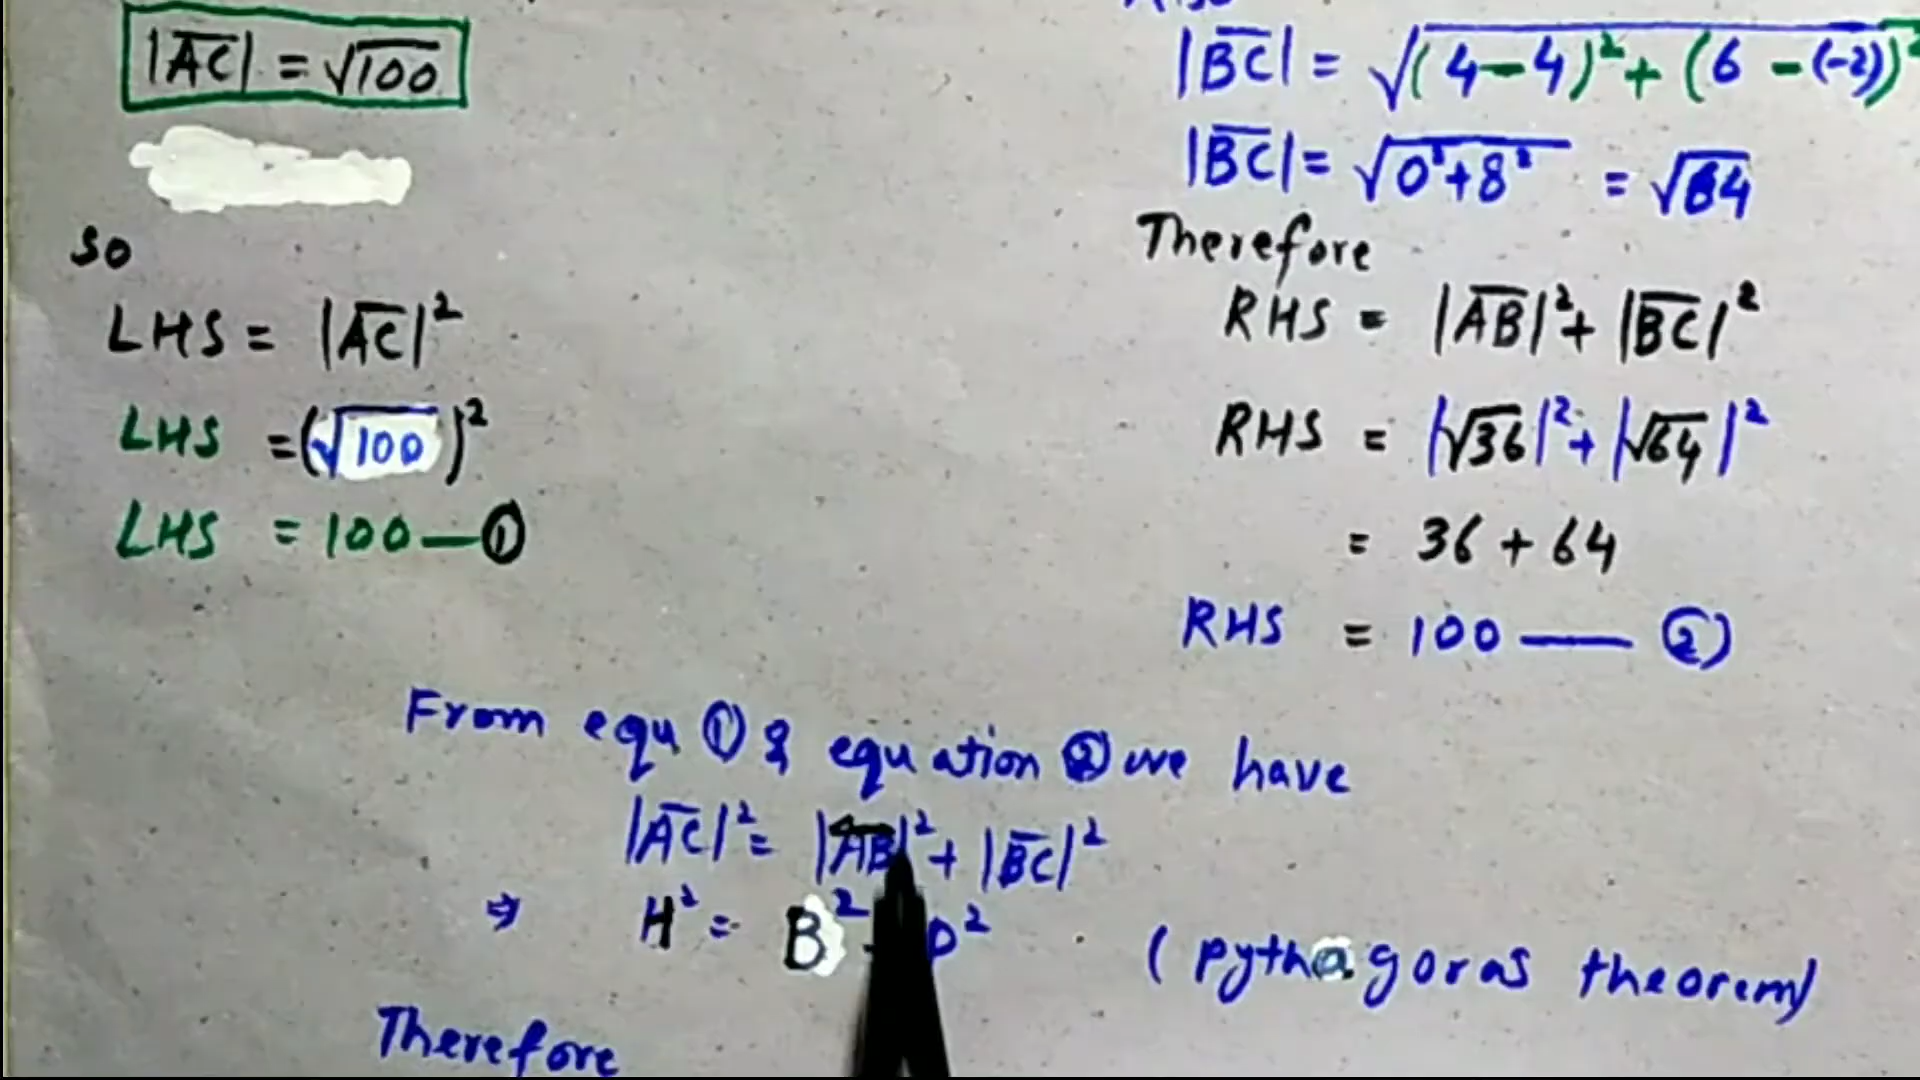 |AC| = √100
So
LHS = |AC|²
LHS = (√100)²
LHS = 100 — ①
|BC| = √(4-4)² + (6 -(-2))²
|BC| = √0²+8² = √64
Therefore
RHS = |AB|² + |BC|²
RHS = |√36|² + |√64|²
= 36 + 64
RHS = 100 — ②
From equ ① & equation ② we have
|AC|² = |AB|² + |BC|²
⇒ H² = B² P² (pythagoras theorem)
Therefore